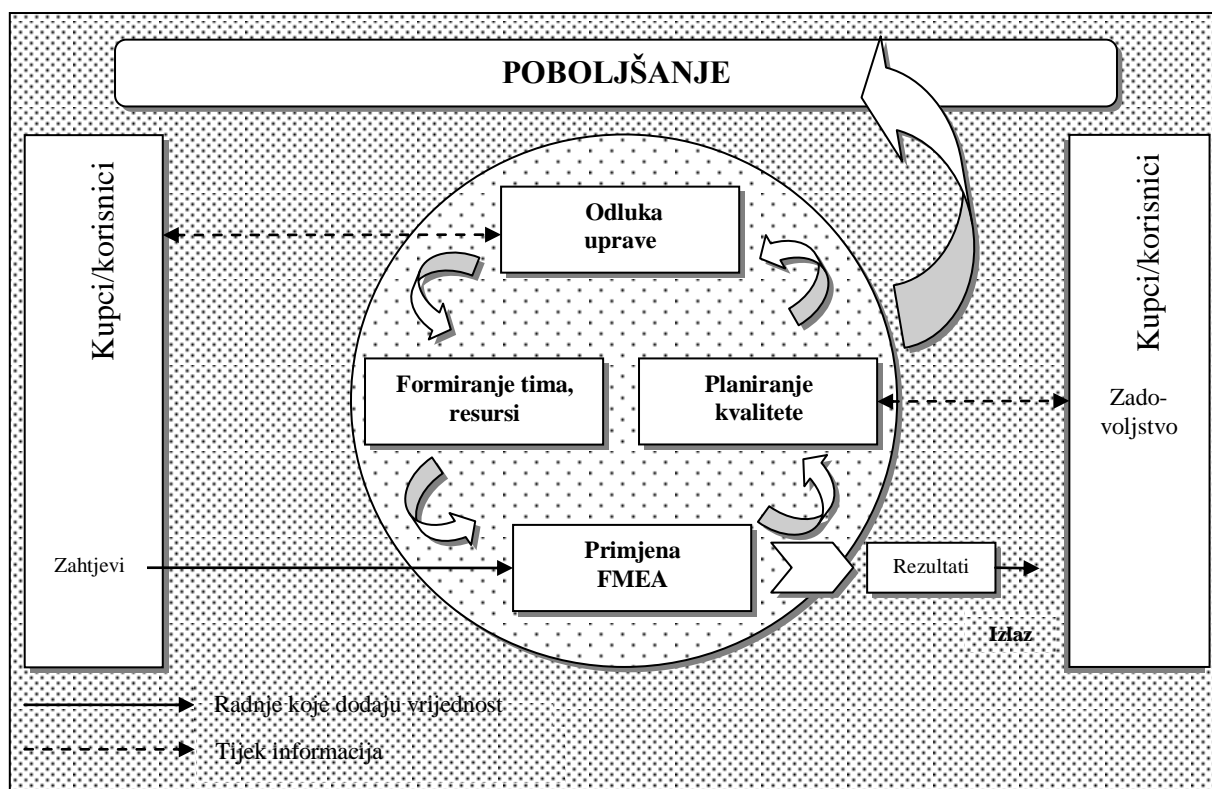 POBOLJŠANJE
Kupci/korisnici
Zahtjevi
Odluka
uprave
Formiranje tima,
resursi
Planiranje
kvalitete
Primjena
FMEA
Rezultati
Izlaz
Kupci/korisnici
Zado-
voljstvo
Radnje koje dodaju vrijednost
Tijek informacija